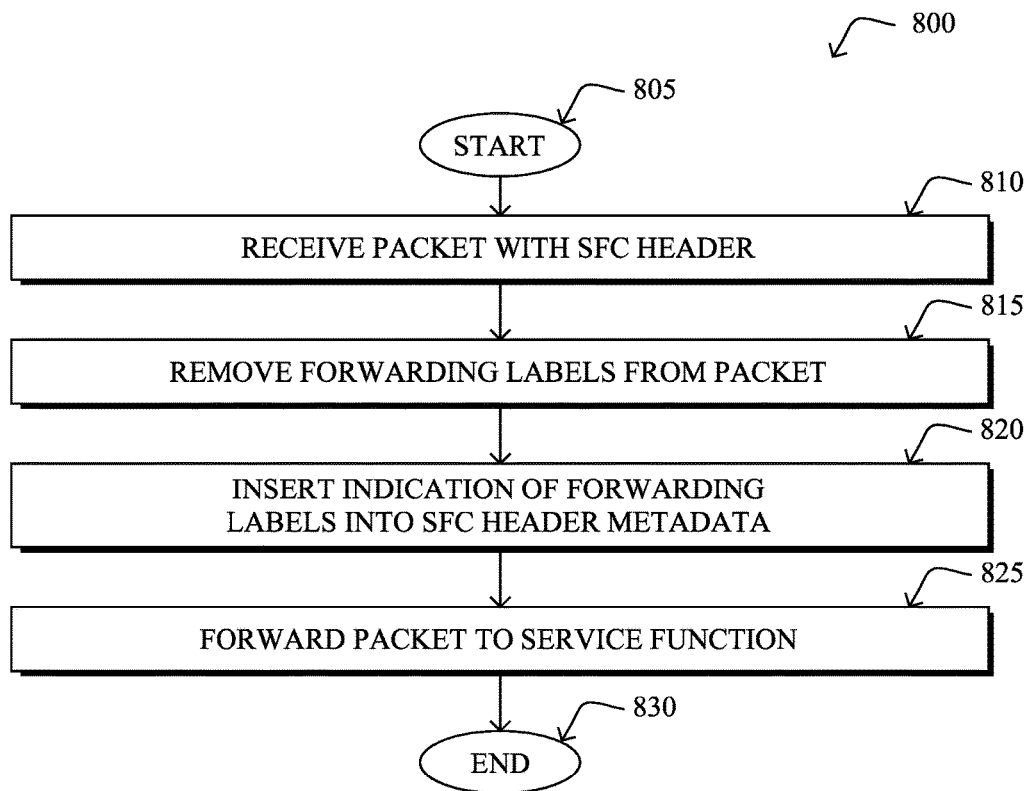 800
805
START
810
RECEIVE PACKET WITH SFC HEADER
815
REMOVE FORWARDING LABELS FROM PACKET
820
INSERT INDICATION OF FORWARDING
LABELS INTO SFC HEADER METADATA
825
FORWARD PACKET TO SERVICE FUNCTION
830
END